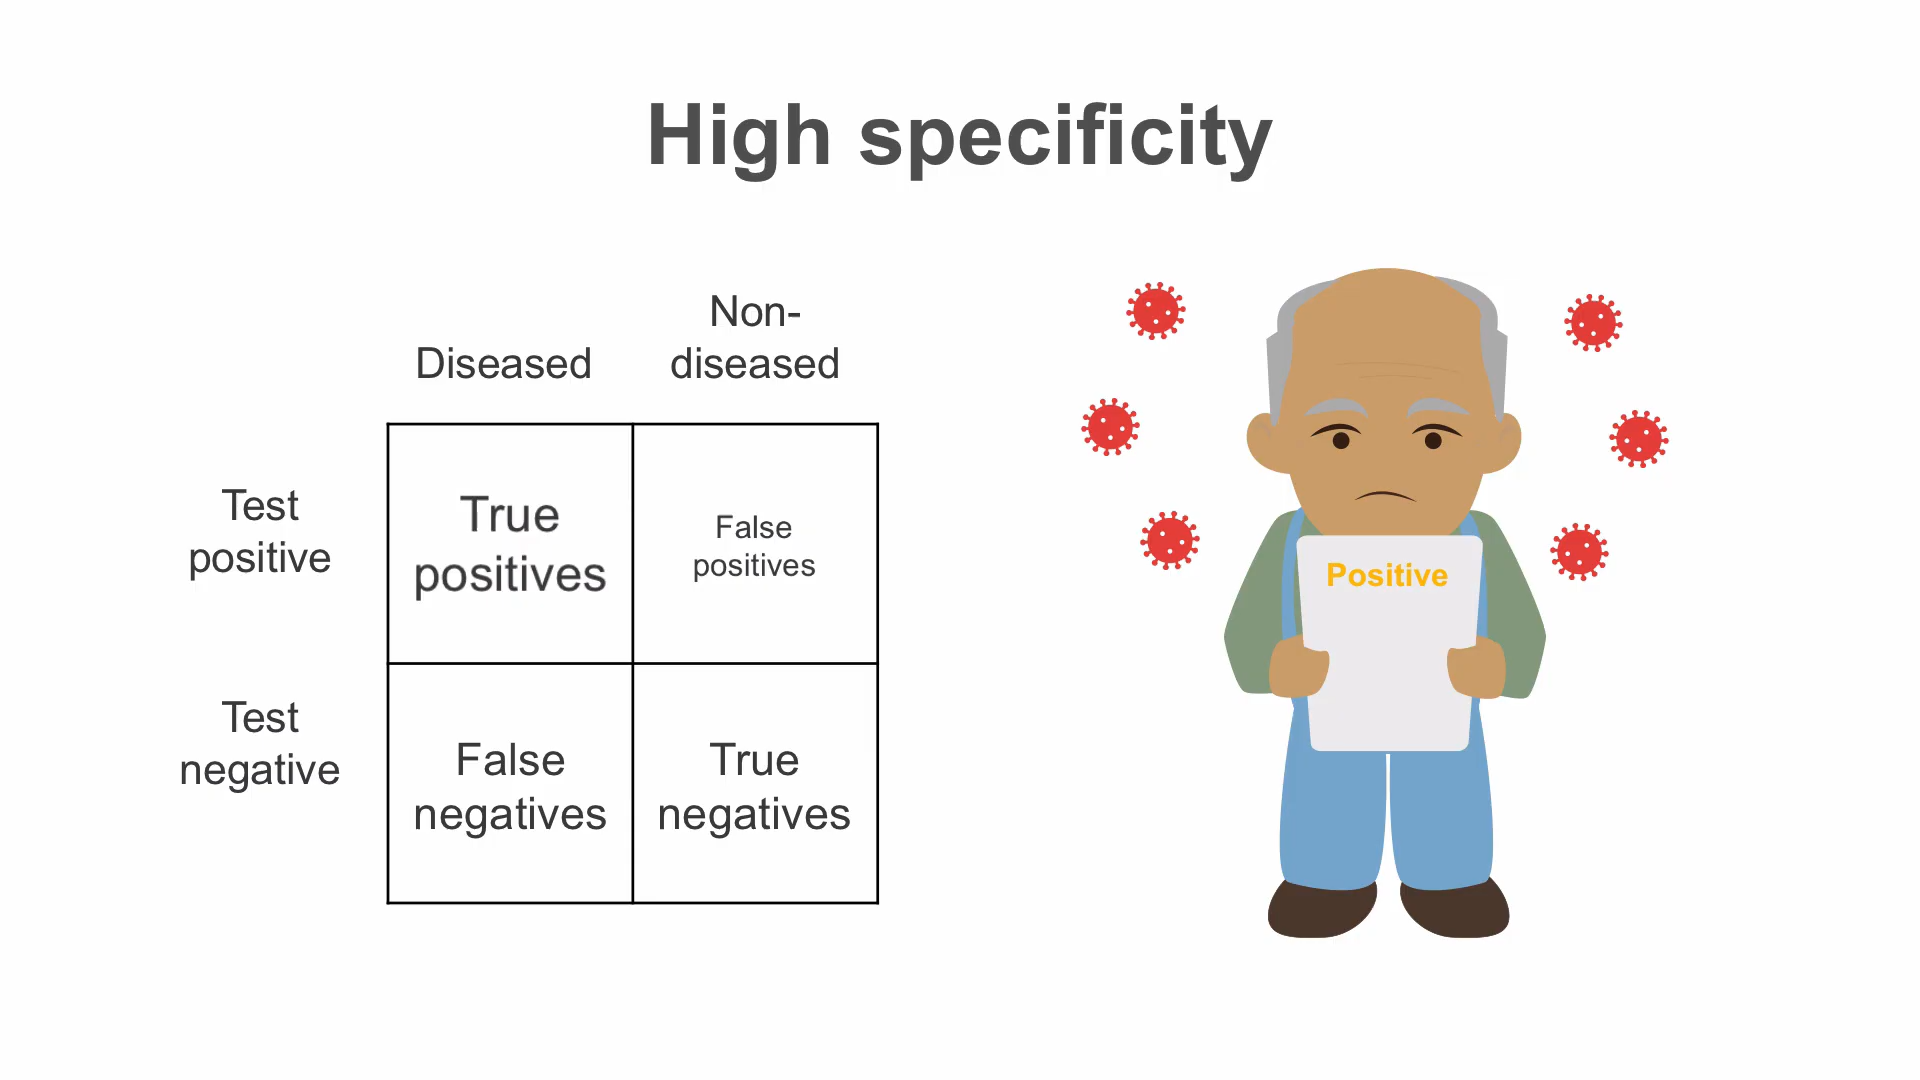 High specificity
Non-
Diseased diseased
Test
positive
True
positives
False
positives
Positive
Test
negative
False
negatives
True
negatives